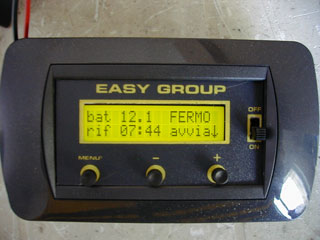 EASY GROUP
bat 12.1 FERMO
rif 07:44 avvia↓
OFF
ON
MENU'
-
+